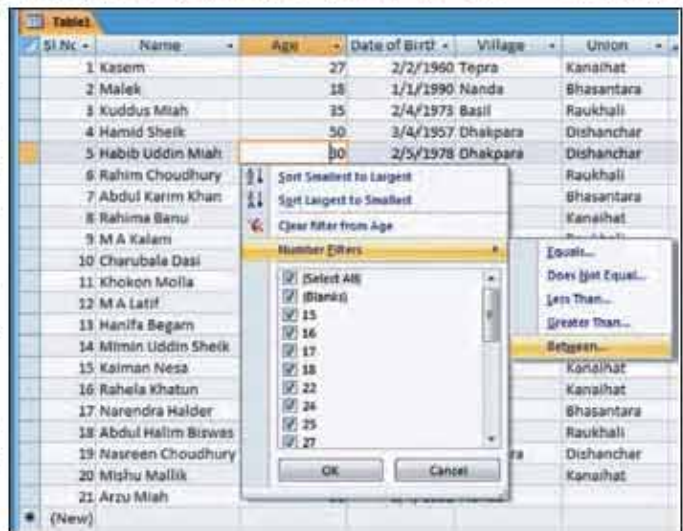 Table1
Sl Nc Name Age Date of Birtl Village Union
1 Kasem 27 2/2/1960 Tepra Kanaihat
2 Malek 18 1/1/1990 Nanda Bhasantara
3 Kuddus Miah 35 2/4/1973 Basil Raukhali
4 Hamid Sheik 50 3/4/1957 Dhakpara Dishanchar
5 Habib Uddin Miah 30 2/5/1978 Dhakpara Dishanchar
6 Rahim Choudhury Raukhali
7 Abdul Karim Khan Bhasantara
8 Rahima Banu Kanaihat
9 M A Kalam
10 Charubala Dasi
11 Khokon Molla
12 M A Latif
13 Hanifa Begam
14 Mimin Uddin Sheik
15 Kaiman Nesa Kanaihat
16 Rahela Khatun Kanaihat
17 Narendra Halder Bhasantara
18 Abdul Halim Biswas Raukhali
19 Nasreen Choudhury ra Dishanchar
20 Mishu Mallik Kanaihat
21 Arzu Miah
(New)
Sort Smallest to Largest
Sort Largest to Smallest
Clear filter from Age
Number Filters
(Select All)
(Blanks)
15
16
17
18
22
24
25
27
OK Cancel
Equals...
Does Not Equal...
Less Than...
Greater Than...
Between...